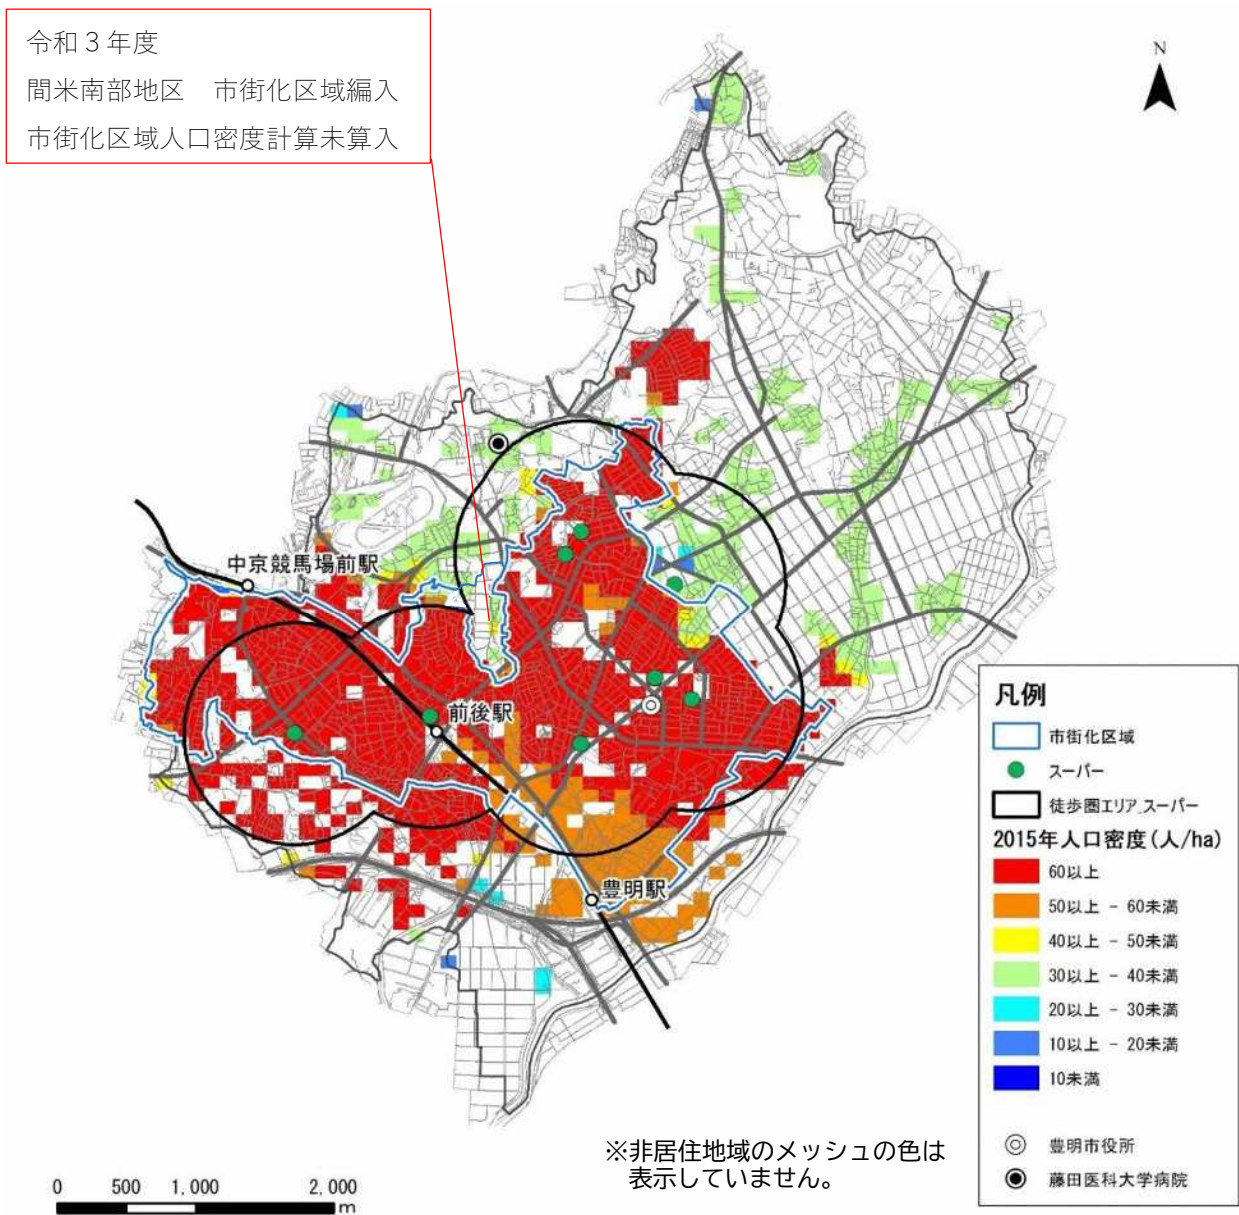 令和３年度
間米南部地区　市街化区域編入
市街化区域人口密度計算未算入
N
中京競馬場前駅
前後駅
豊明駅
凡例
市街化区域
スーパー
徒歩圏エリア_スーパー
2015年人口密度(人/ha)
60以上
50以上 － 60未満
40以上 － 50未満
30以上 － 40未満
20以上 － 30未満
10以上 － 20未満
10未満
豊明市役所
藤田医科大学病院
※非居住地域のメッシュの色は
表示していません。
0 500 1,000 2,000
m